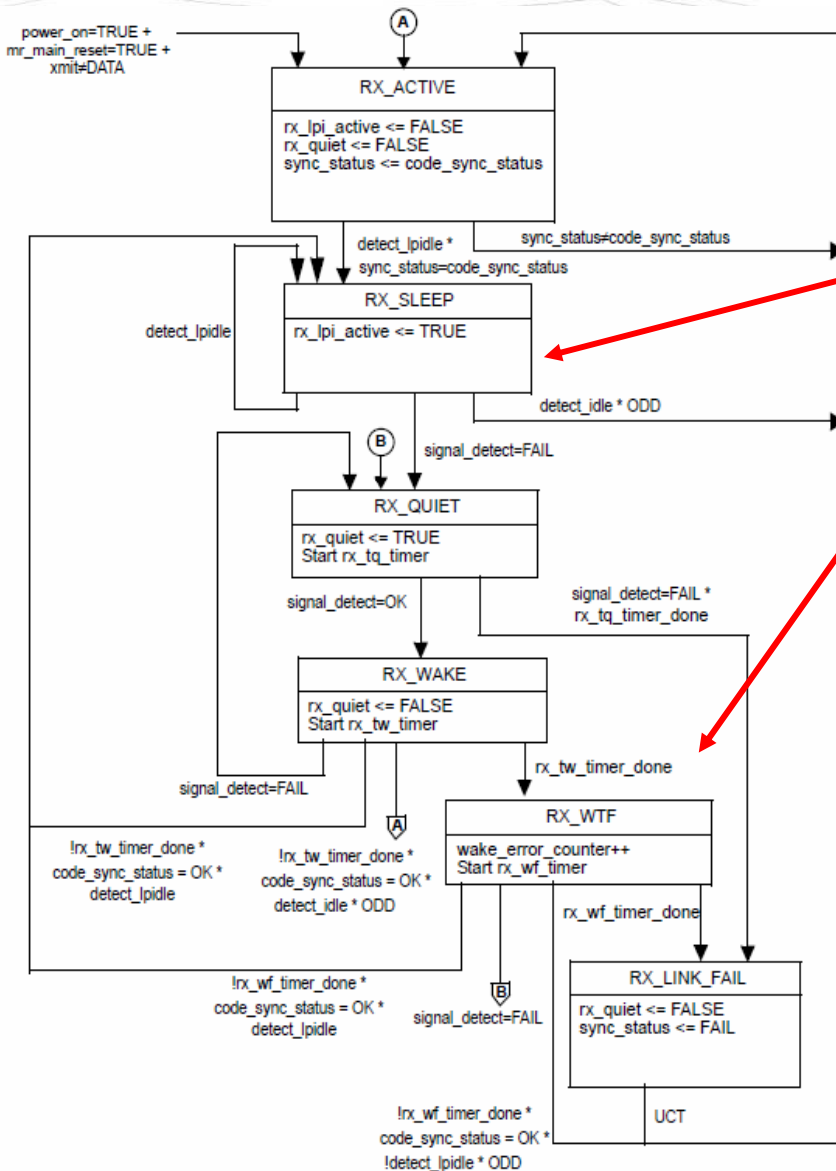 power_on=TRUE +
mr_main_reset=TRUE +
xmit≠DATA
A
RX_ACTIVE
rx_lpi_active <= FALSE
rx_quiet <= FALSE
sync_status <= code_sync_status
detect_lpidle *
sync_status=code_sync_status
sync_status≠code_sync_status
RX_SLEEP
rx_lpi_active <= TRUE
detect_lpidle
detect_idle * ODD
signal_detect=FAIL
B
RX_QUIET
rx_quiet <= TRUE
Start rx_tq_timer
signal_detect=OK
signal_detect=FAIL *
rx_tq_timer_done
RX_WAKE
rx_quiet <= FALSE
Start rx_tw_timer
signal_detect=FAIL
rx_tw_timer_done
A
!rx_tw_timer_done *
code_sync_status = OK *
detect_lpidle
!rx_tw_timer_done *
code_sync_status = OK *
detect_idle * ODD
RX_WTF
wake_error_counter++
Start rx_wf_timer
rx_wf_timer_done
!rx_wf_timer_done *
code_sync_status = OK *
detect_lpidle
B
signal_detect=FAIL
RX_LINK_FAIL
rx_quiet <= FALSE
sync_status <= FAIL
UCT
!rx_wf_timer_done *
code_sync_status = OK *
!detect_lpidle * ODD